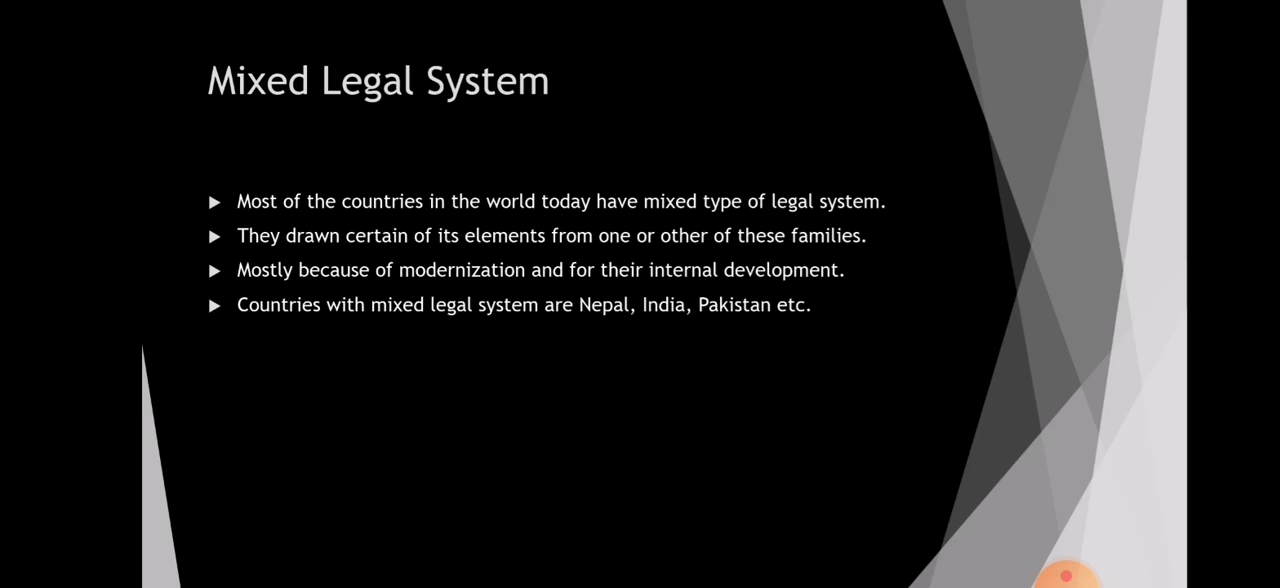 Mixed Legal System
Most of the countries in the world today have mixed type of legal system.
They drawn certain of its elements from one or other of these families.
Mostly because of modernization and for their internal development.
Countries with mixed legal system are Nepal, India, Pakistan etc.